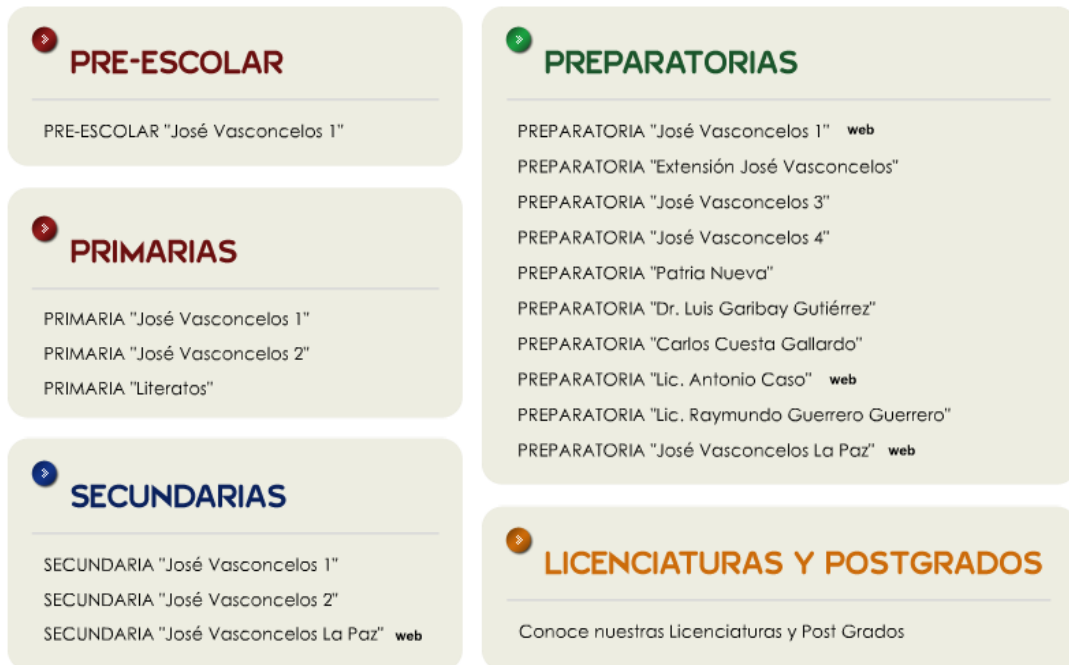 PRE-ESCOLAR
PRE-ESCOLAR "José Vasconcelos 1"
PRIMARIAS
PRIMARIA "José Vasconcelos 1"
PRIMARIA "José Vasconcelos 2"
PRIMARIA "Literatos"
SECUNDARIAS
SECUNDARIA "José Vasconcelos 1"
SECUNDARIA "José Vasconcelos 2"
SECUNDARIA "José Vasconcelos La Paz" web
PREPARATORIAS
PREPARATORIA "José Vasconcelos 1" web
PREPARATORIA "Extensión José Vasconcelos"
PREPARATORIA "José Vasconcelos 3"
PREPARATORIA "José Vasconcelos 4"
PREPARATORIA "Patria Nueva"
PREPARATORIA "Dr. Luis Garibay Gutiérrez"
PREPARATORIA "Carlos Cuesta Gallardo"
PREPARATORIA "Lic. Antonio Caso" web
PREPARATORIA "Lic. Raymundo Guerrero Guerrero"
PREPARATORIA "José Vasconcelos La Paz" web
LICENCIATURAS Y POSTGRADOS
Conoce nuestras Licenciaturas y Post Grados